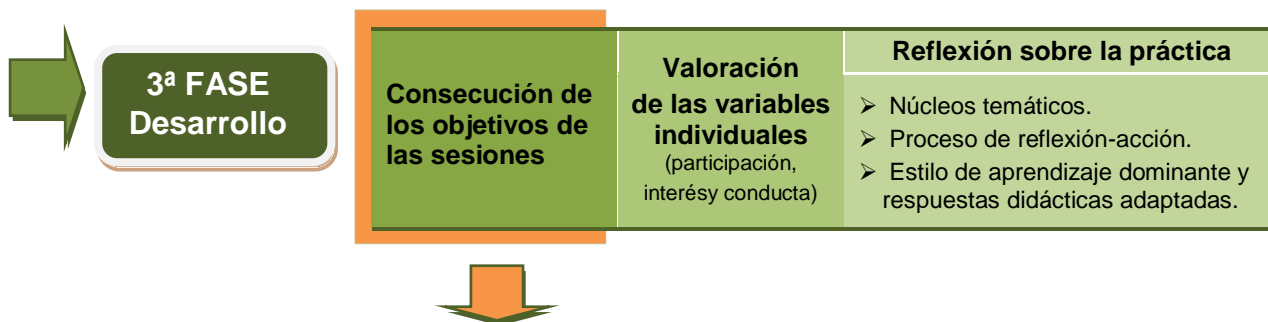 3ª FASE
Desarrollo
Consecución de
los objetivos de
las sesiones
Valoración
de las variables
individuales
(participación,
interésy conducta)
Reflexión sobre la práctica
➢ Núcleos temáticos.
➢ Proceso de reflexión-acción.
➢ Estilo de aprendizaje dominante y
respuestas didácticas adaptadas.